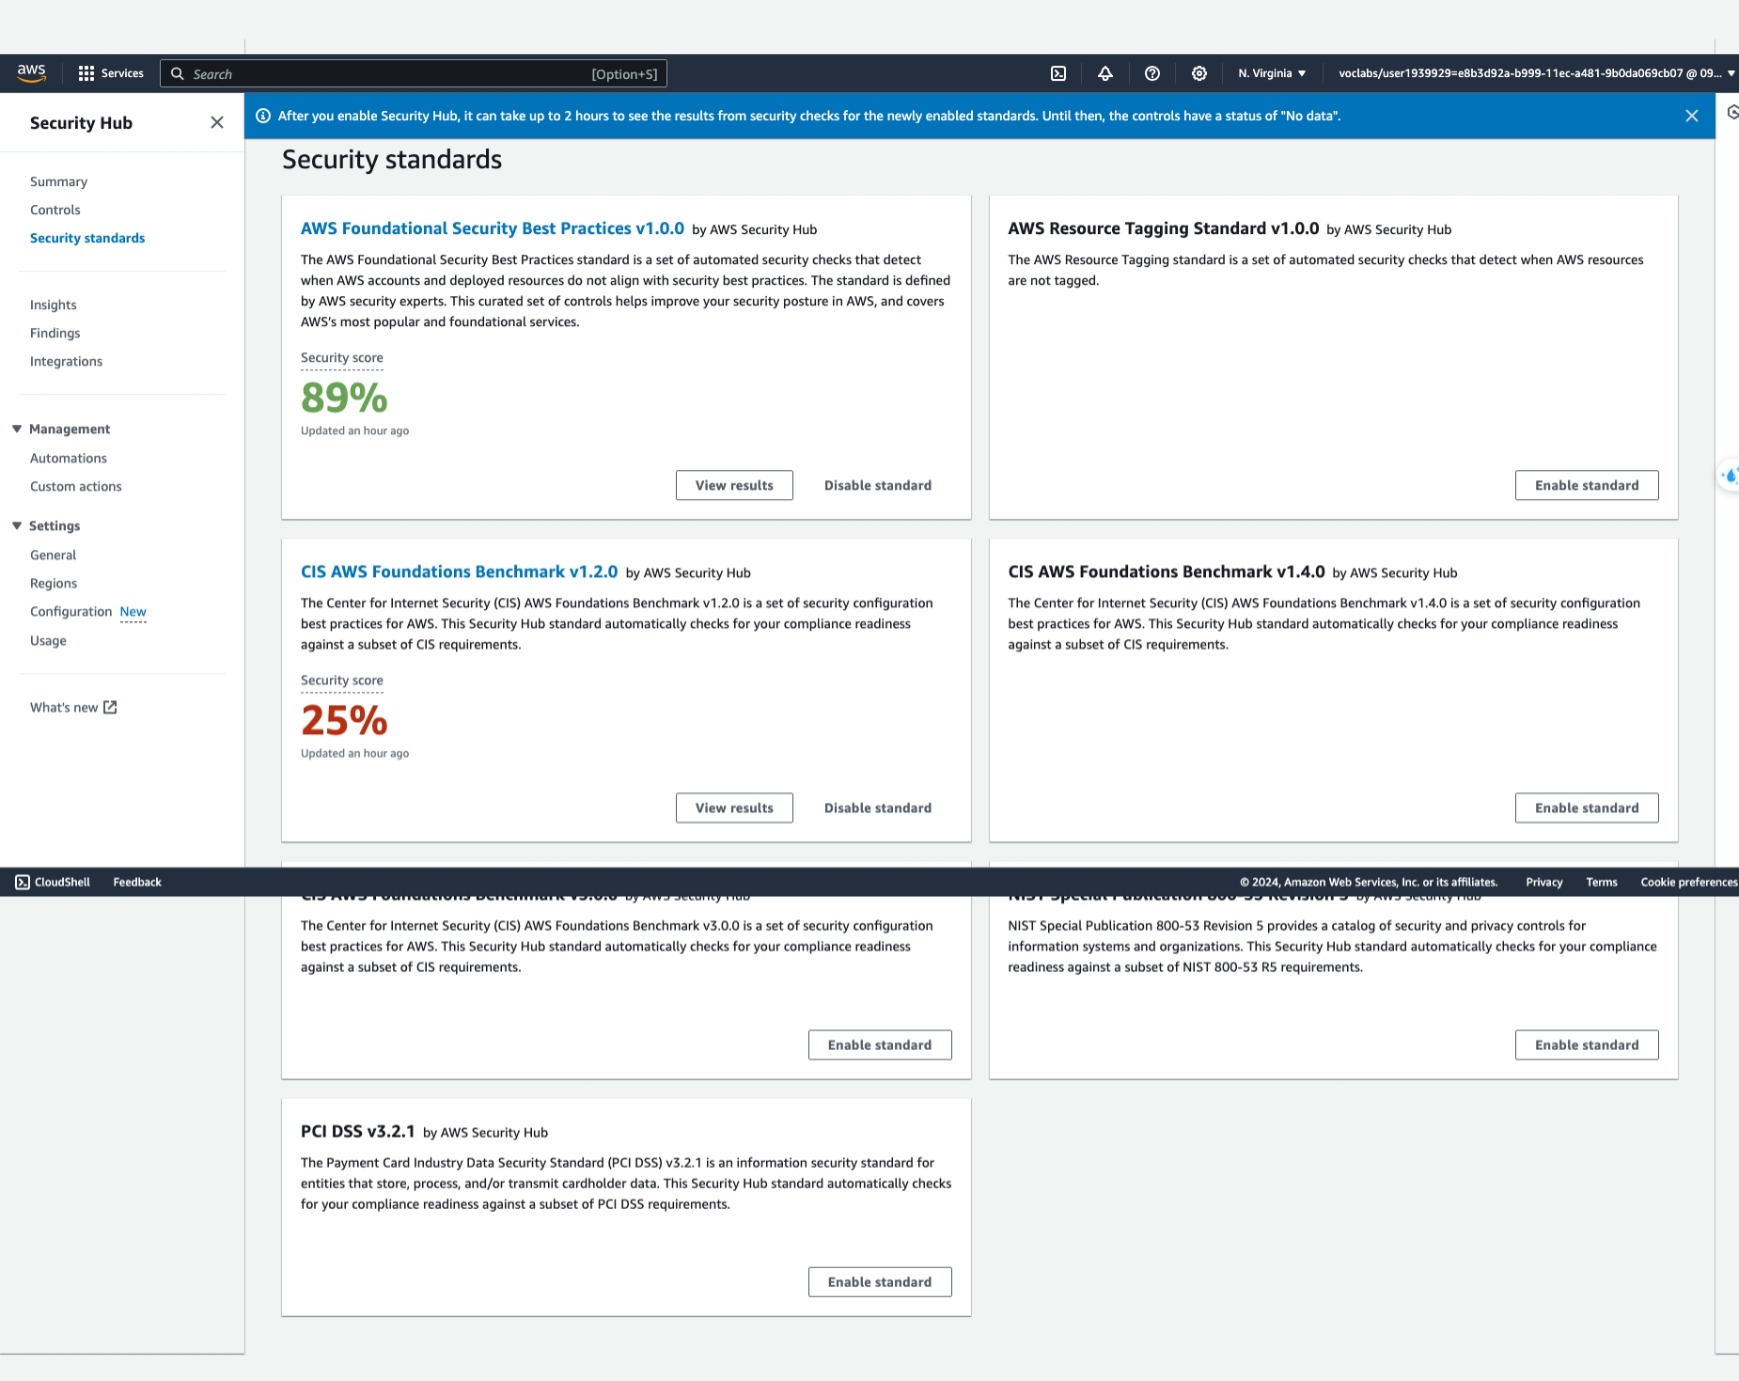 aws
Services
Search
[Option+S]
N. Virginia
voclabs/user1939929=e8b3d92a-b999-11ec-a481-9b0da069cb07 @ 09...
Security Hub
After you enable Security Hub, it can take up to 2 hours to see the results from security checks for the newly enabled standards. Until then, the controls have a status of "No data".
Summary
Controls
Security standards
Insights
Findings
Integrations
Management
Automations
Custom actions
Settings
General
Regions
Configuration New
Usage
What's new
Security standards
AWS Foundational Security Best Practices v1.0.0 by AWS Security Hub
The AWS Foundational Security Best Practices standard is a set of automated security checks that detect
when AWS accounts and deployed resources do not align with security best practices. The standard is defined
by AWS security experts. This curated set of controls helps improve your security posture in AWS, and covers
AWS's most popular and foundational services.
Security score
89%
Updated an hour ago
View results
Disable standard
AWS Resource Tagging Standard v1.0.0 by AWS Security Hub
The AWS Resource Tagging standard is a set of automated security checks that detect when AWS resources
are not tagged.
Enable standard
CIS AWS Foundations Benchmark v1.2.0 by AWS Security Hub
The Center for Internet Security (CIS) AWS Foundations Benchmark v1.2.0 is a set of security configuration
best practices for AWS. This Security Hub standard automatically checks for your compliance readiness
against a subset of CIS requirements.
Security score
25%
Updated an hour ago
View results
Disable standard
CIS AWS Foundations Benchmark v1.4.0 by AWS Security Hub
The Center for Internet Security (CIS) AWS Foundations Benchmark v1.4.0 is a set of security configuration
best practices for AWS. This Security Hub standard automatically checks for your compliance readiness
against a subset of CIS requirements.
Enable standard
CloudShell
Feedback
© 2024, Amazon Web Services, Inc. or its affiliates.
Privacy
Terms
Cookie preferences
CIS AWS Foundations Benchmark v3.0.0 by AWS Security Hub
The Center for Internet Security (CIS) AWS Foundations Benchmark v3.0.0 is a set of security configuration
best practices for AWS. This Security Hub standard automatically checks for your compliance readiness
against a subset of CIS requirements.
Enable standard
NIST Special Publication 800-53 Revision 5 by AWS Security Hub
NIST Special Publication 800-53 Revision 5 provides a catalog of security and privacy controls for
information systems and organizations. This Security Hub standard automatically checks for your compliance
readiness against a subset of NIST 800-53 R5 requirements.
Enable standard
PCI DSS v3.2.1 by AWS Security Hub
The Payment Card Industry Data Security Standard (PCI DSS) v3.2.1 is an information security standard for
entities that store, process, and/or transmit cardholder data. This Security Hub standard automatically checks
for your compliance readiness against a subset of PCI DSS requirements.
Enable standard